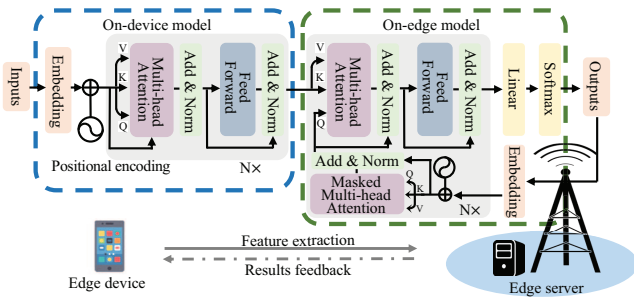 On-device model
On-edge model
Inputs
Embedding
V
K
Q
Multi-head
Attention
Add & Norm
Feed
Forward
Add & Norm
Positional encoding
N×
V
K
Q
Multi-head
Attention
Add & Norm
Feed
Forward
Add & Norm
Linear
Softmax
Outputs
Add & Norm
Masked
Multi-head
Attention
Q
K
V
N×
Embedding
Feature extraction
Results feedback
Edge device
Edge server